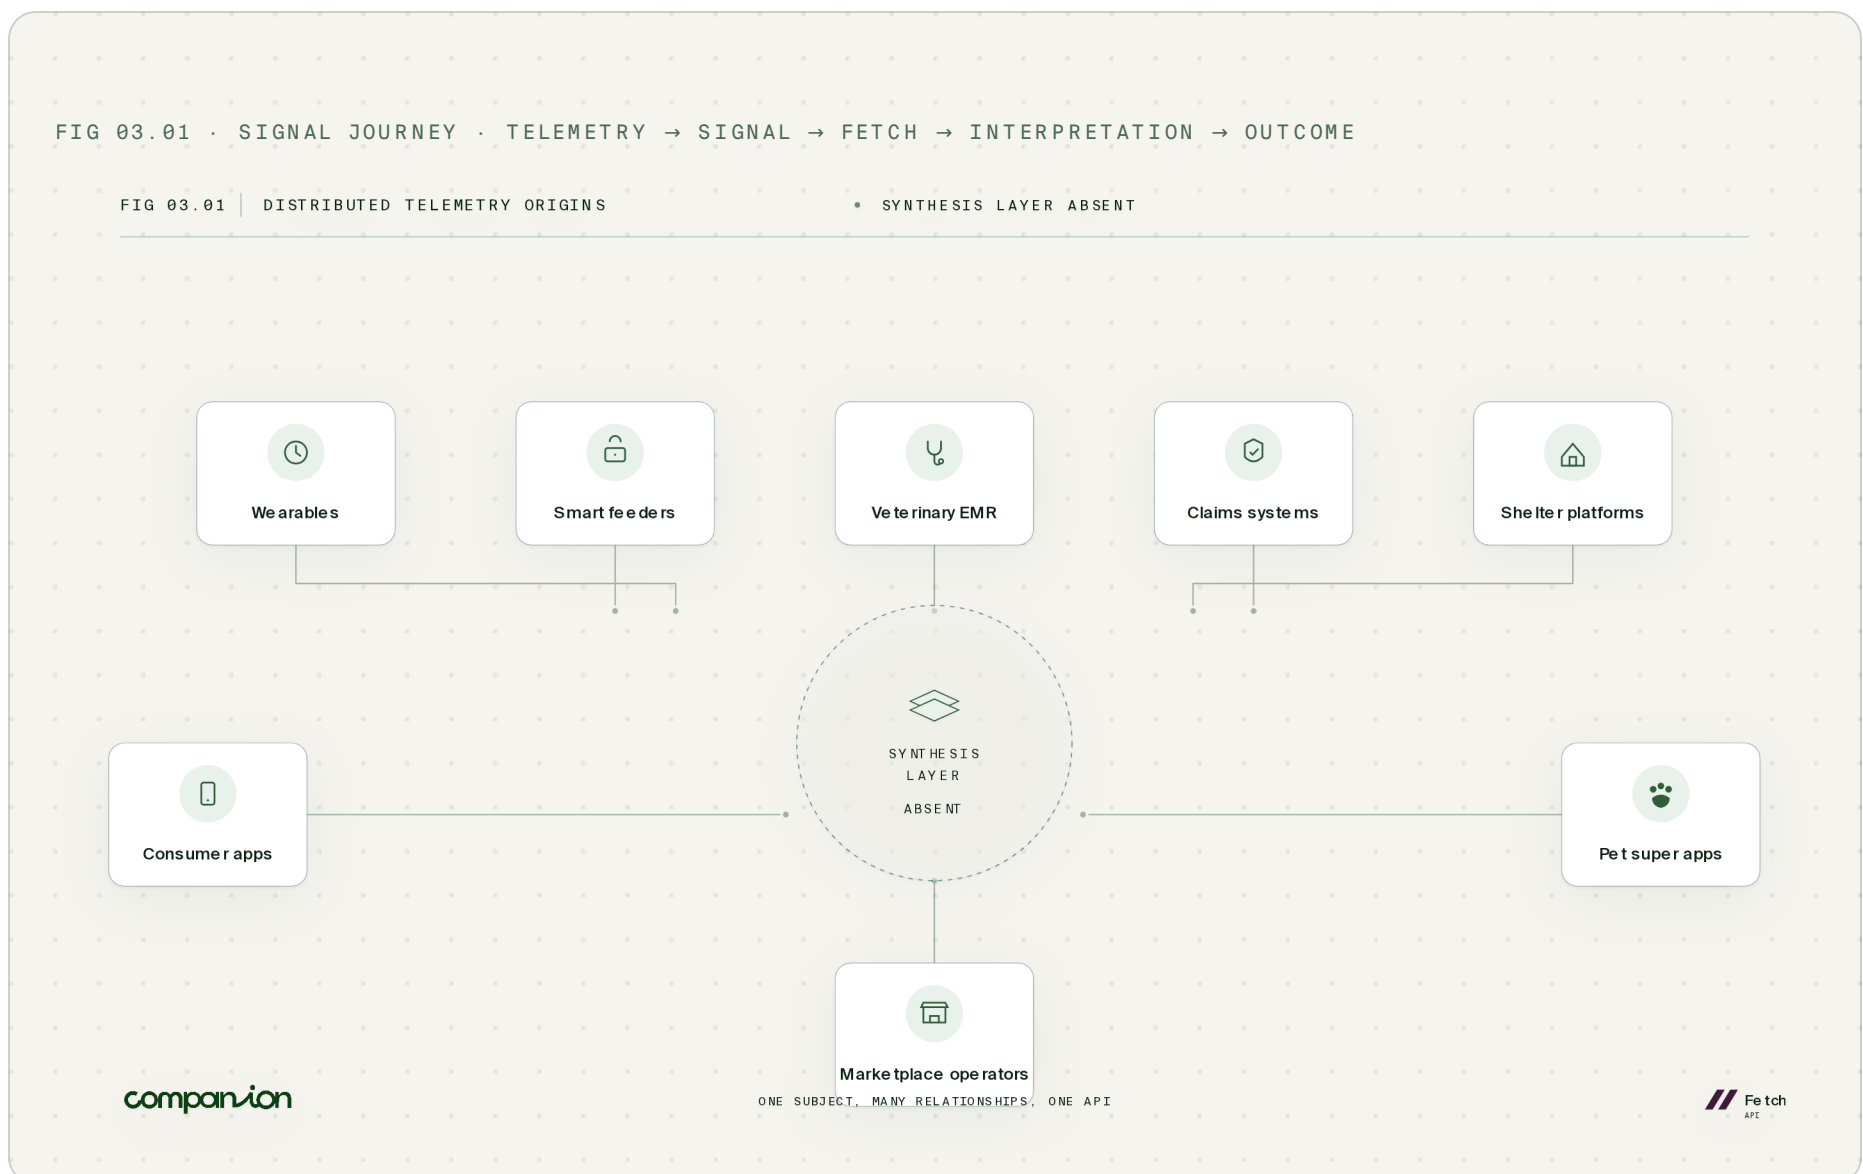 FIG 03.01 · SIGNAL JOURNEY · TELEMETRY → SIGNAL → FETCH → INTERPRETATION → OUTCOME
FIG 03.01 DISTRIBUTED TELEMETRY ORIGINS
• SYNTHESIS LAYER ABSENT
Wearables
Smart feeders
Veterinary EMR
Claims systems
Shelter platforms
SYNTHESIS
LAYER
ABSENT
Consumer apps
Pet super apps
Marketplace operators
companion
ONE SUBJECT, MANY RELATIONSHIPS, ONE API
Fetch
API